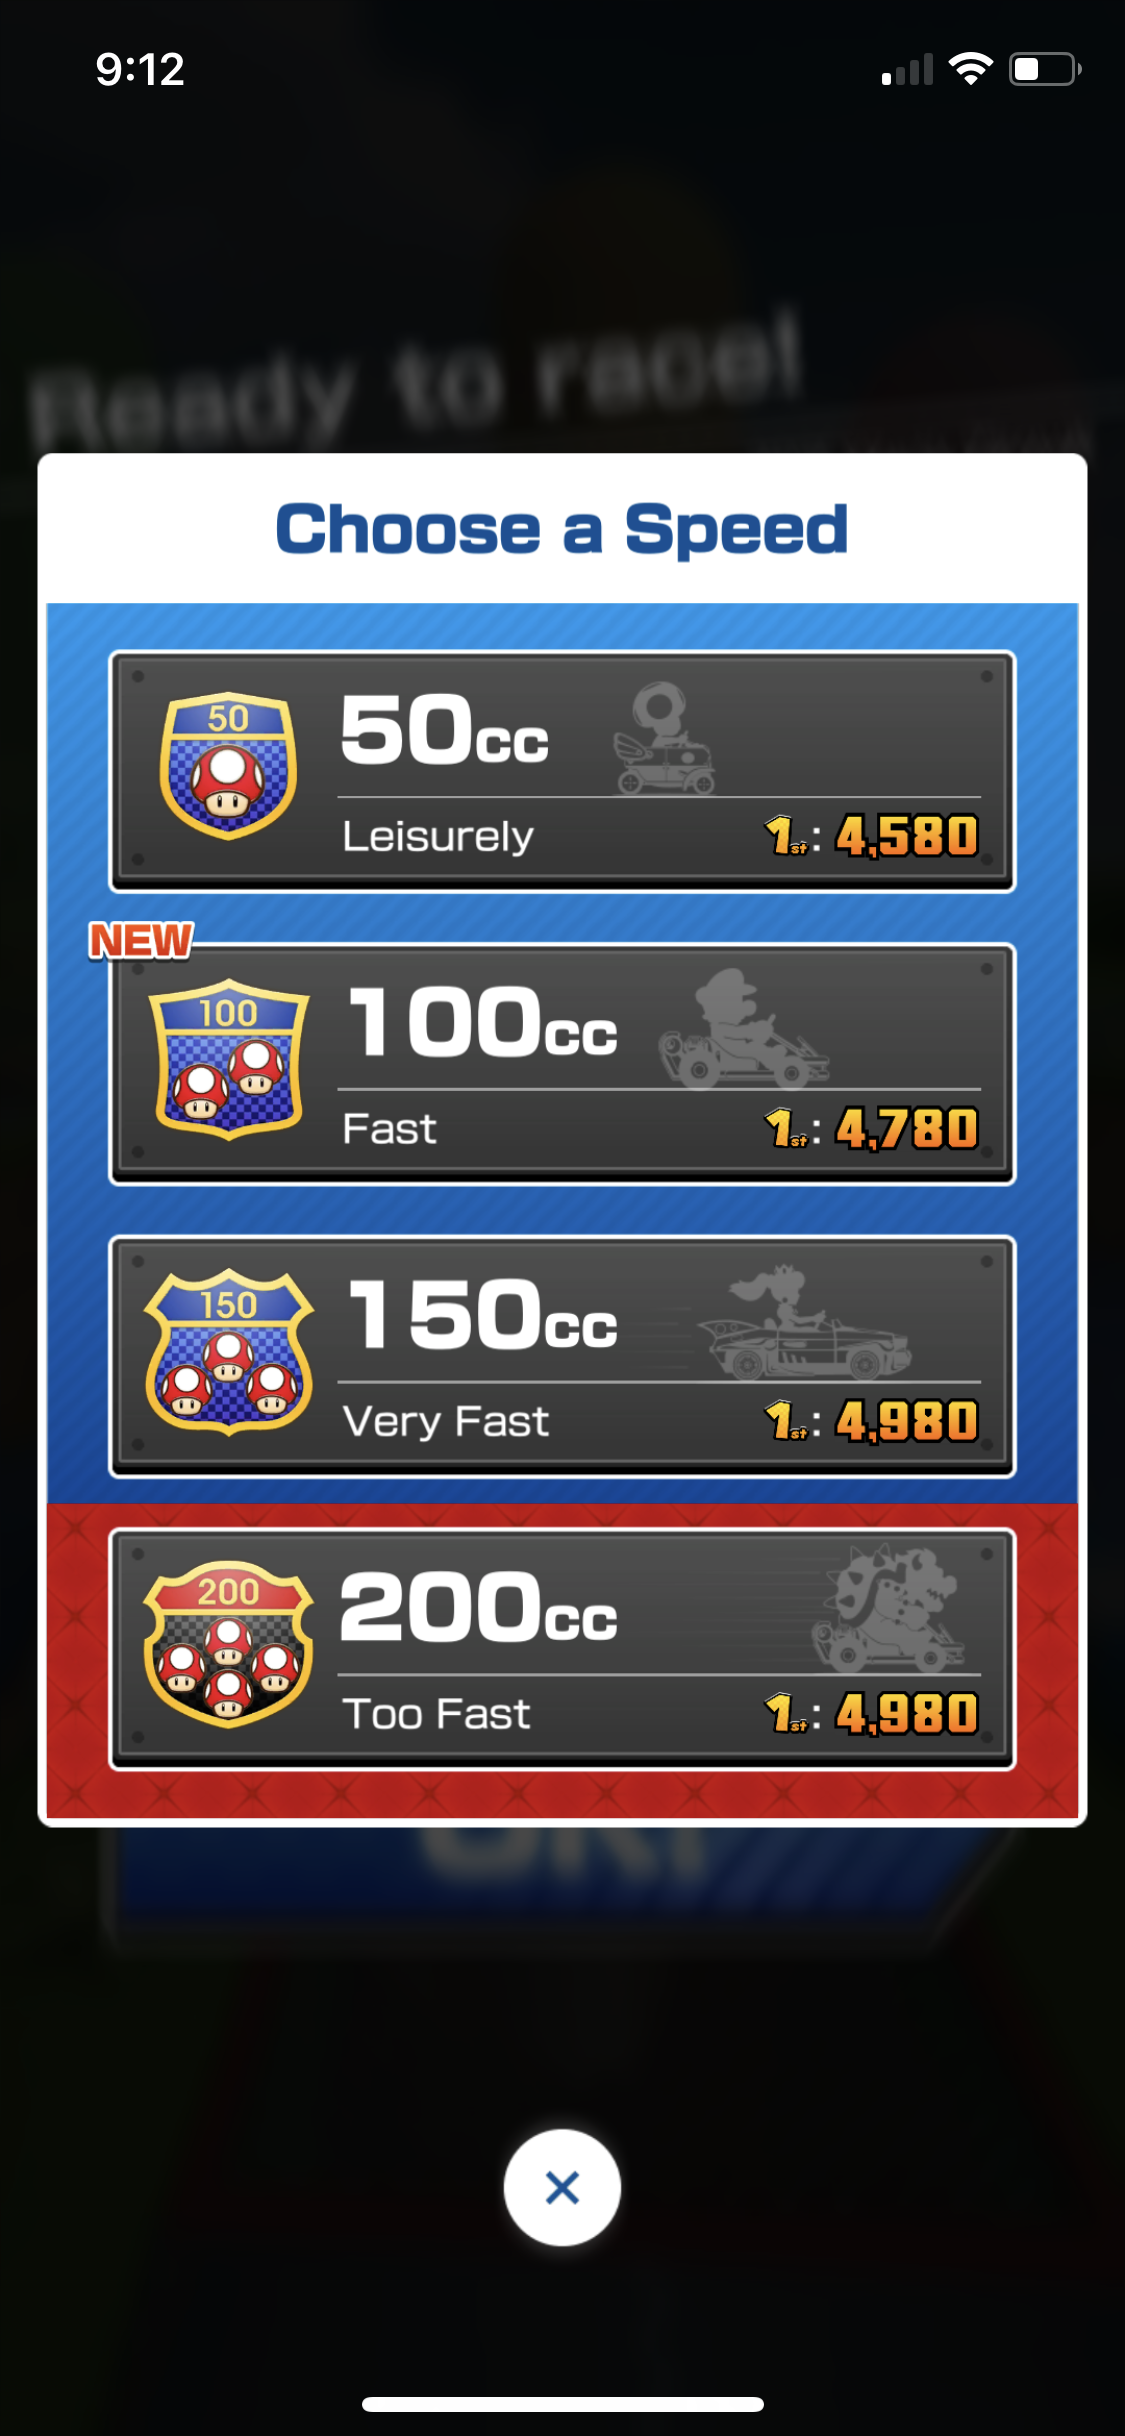 9:12
Ready to race!
Choose a Speed
50
50cc
Leisurely
1st: 4,580
NEW
100
100cc
Fast
1st: 4,780
150
150cc
Very Fast
1st: 4,980
200
200cc
Too Fast
1st: 4,980